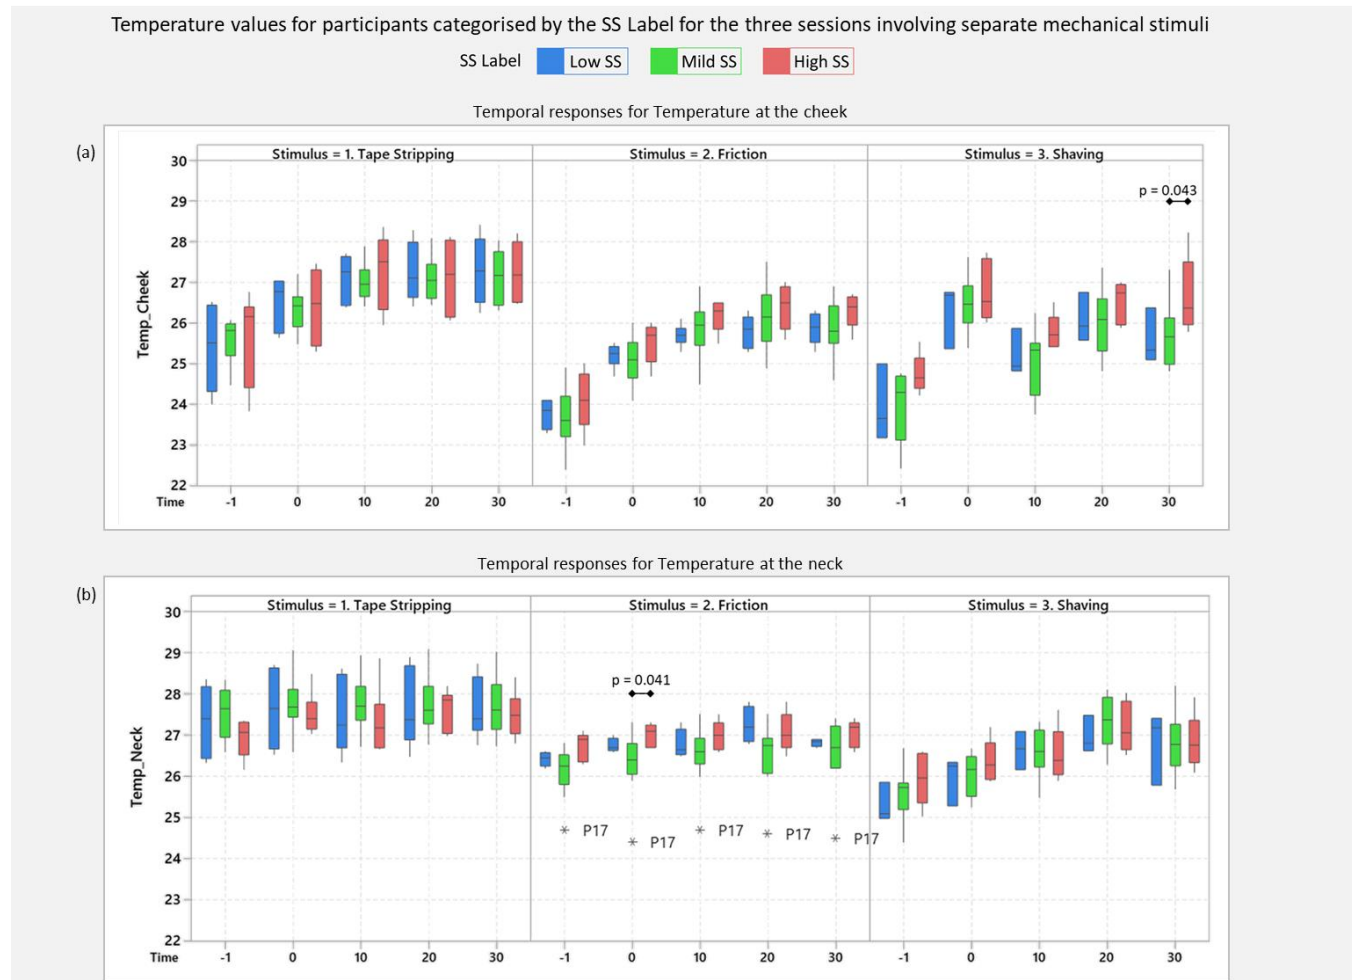 Temperature values for participants categorised by the SS Label for the three sessions involving separate mechanical stimuli
SS Label Low SS Mild SS High SS
Temporal responses for Temperature at the cheek
(a)
Stimulus = 1. Tape Stripping Stimulus = 2. Friction Stimulus = 3. Shaving
30
29
28
27
26
25
24
23
22
Temp_Cheek
p = 0.043
Time -1 0 10 20 30 -1 0 10 20 30 -1 0 10 20 30
Temporal responses for Temperature at the neck
(b)
Stimulus = 1. Tape Stripping Stimulus = 2. Friction Stimulus = 3. Shaving
30
29
28
27
26
25
24
23
22
Temp_Neck
p = 0.041
P17 P17 P17 P17 P17
Time -1 0 10 20 30 -1 0 10 20 30 -1 0 10 20 30